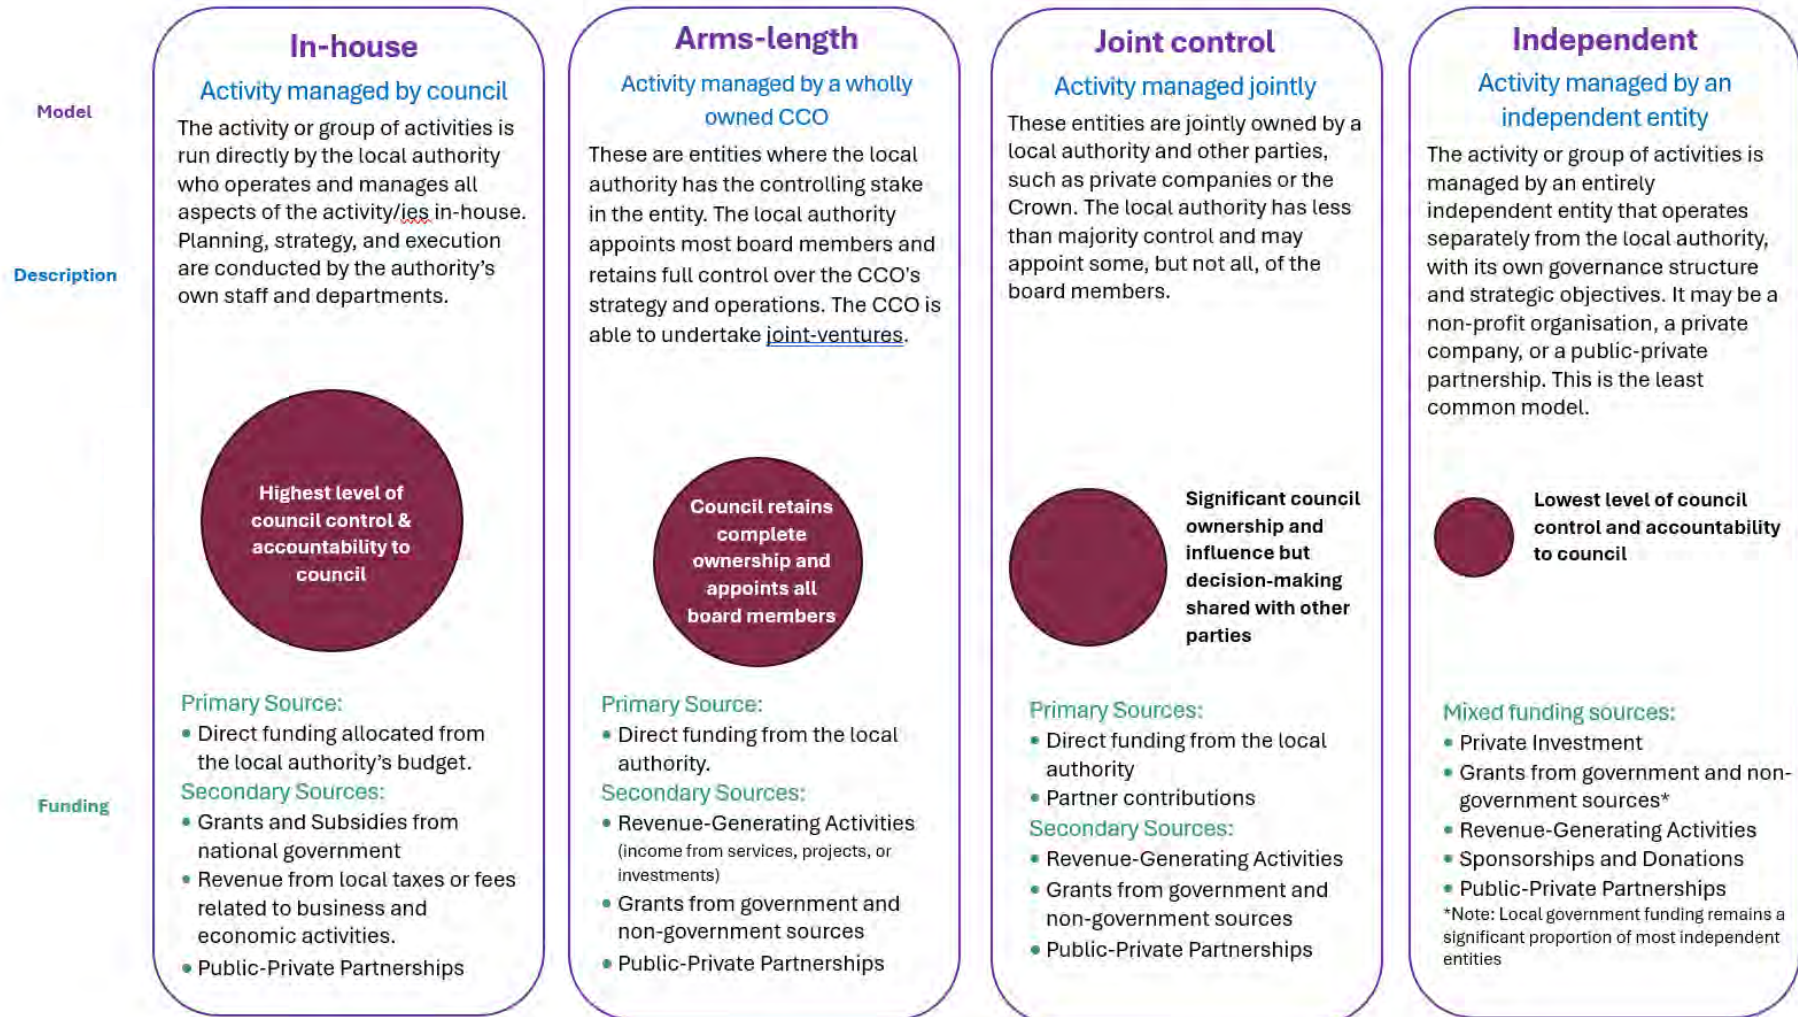 Model
Description
Funding
In-house
Activity managed by council
The activity or group of activities is
run directly by the local authority
who operates and manages all
aspects of the activity/ies in-house.
Planning, strategy, and execution
are conducted by the authority's
own staff and departments.
Highest level of
council control &
accountability to
council
Primary Source:
• Direct funding allocated from
the local authority's budget.
Secondary Sources:
• Grants and Subsidies from
national government
• Revenue from local taxes or fees
related to business and
economic activities.
• Public-Private Partnerships
Arms-length
Activity managed by a wholly
owned CCO
These are entities where the local
authority has the controlling stake
in the entity. The local authority
appoints most board members and
retains full control over the CCO's
strategy and operations. The CCO is
able to undertake joint-ventures.
Council retains
complete
ownership and
appoints all
board members
Primary Source:
• Direct funding from the local
authority.
Secondary Sources:
• Revenue-Generating Activities
(income from services, projects, or
investments)
• Grants from government and
non-government sources
• Public-Private Partnerships
Joint control
Activity managed jointly
These entities are jointly owned by a
local authority and other parties,
such as private companies or the
Crown. The local authority has less
than majority control and may
appoint some, but not all, of the
board members.
Significant council
ownership and
influence but
decision-making
shared with other
parties
Primary Sources:
• Direct funding from the local
authority
• Partner contributions
Secondary Sources:
• Revenue-Generating Activities
• Grants from government and
non-government sources
• Public-Private Partnerships
Independent
Activity managed by an
independent entity
The activity or group of activities is
managed by an entirely
independent entity that operates
separately from the local authority,
with its own governance structure
and strategic objectives. It may be a
non-profit organisation, a private
company, or a public-private
partnership. This is the least
common model.
Lowest level of council
control and accountability
to council
Mixed funding sources:
• Private Investment
• Grants from government and non-
government sources*
• Revenue-Generating Activities
• Sponsorships and Donations
• Public-Private Partnerships
*Note: Local government funding remains a
significant proportion of most independent
entities